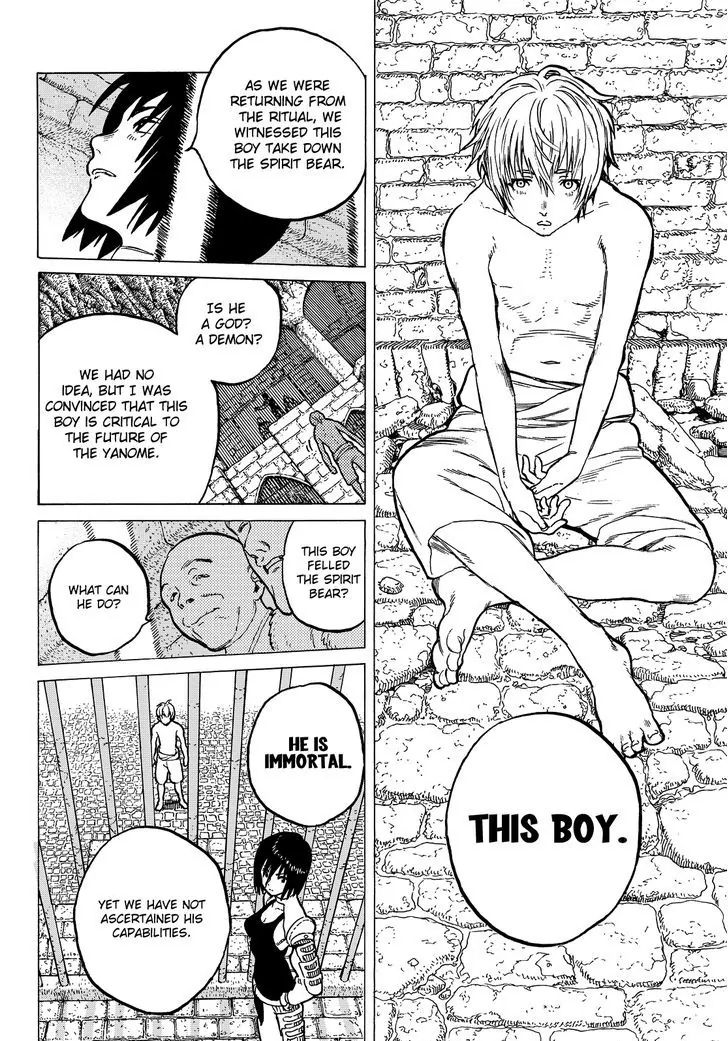 THIS BOY.
AS WE WERE
RETURNING FROM
THE RITUAL, WE
WITNESSED THIS
BOY TAKE DOWN
THE SPIRIT BEAR.
IS HE
A GOD?
A DEMON?
WE HAD NO
IDEA, BUT I WAS
CONVINCED THAT THIS
BOY IS CRITICAL TO
THE FUTURE OF
THE YANOME.
THIS BOY
FELLED
THE SPIRIT
BEAR?
WHAT CAN
HE DO?
HE IS
IMMORTAL.
YET WE HAVE NOT
ASCERTAINED HIS
CAPABILITIES.